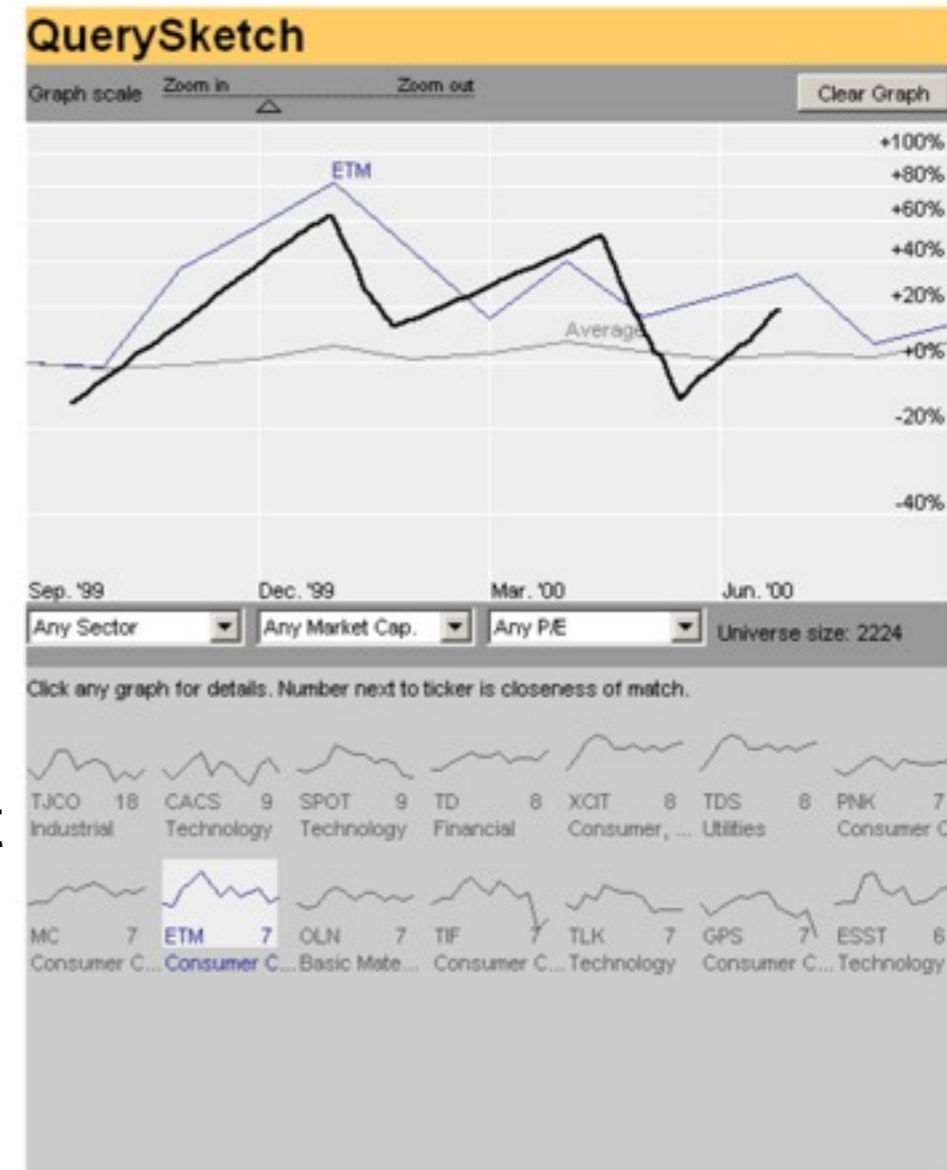 QuerySketch
Graph scale Zoom in Zoom out Clear Graph
+100%
ETM +80%
+60%
+40%
+20%
Average
+0%
-20%
-40%
Sep. '99 Dec. '99 Mar. '00 Jun. '00
Any Sector Any Market Cap. Any P/E Universe size: 2224
Click any graph for details. Number next to ticker is closeness of match.
TJCO 18 CACS 9 SPOT 9 TD 8 XCIT 8 TDS 8 PNK 7
Industrial Technology Technology Financial Consumer, ... Utilities Consumer C
MC 7 ETM 7 OLN 7 TIF 7 TLK 7 GPS 7 ESST 6
Consumer C... Consumer C... Basic Mate... Consumer C... Technology Consumer C... Technology